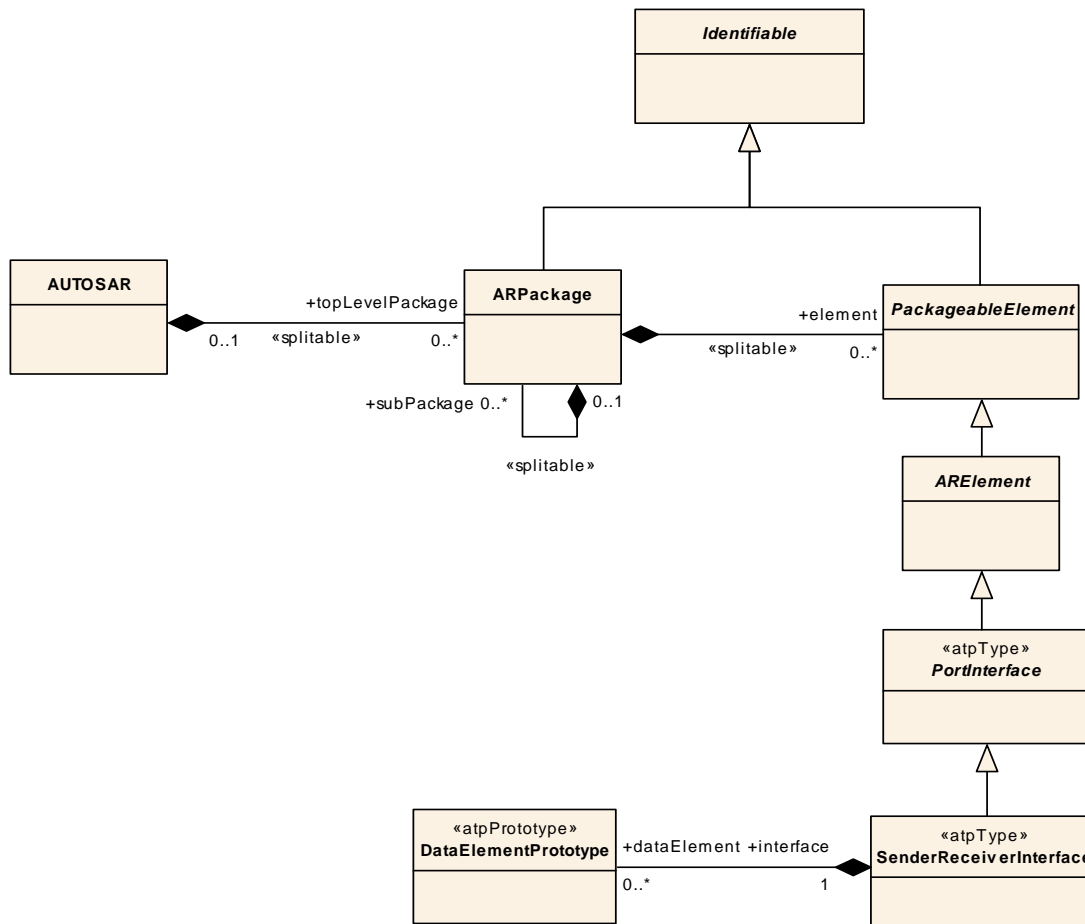 Identifiable
AUTOSAR
+topLevelPackage
0..1
«splitable»
0..*
ARPackage
+element
«splitable»
0..*
PackageableElement
+subPackage 0..*
0..1
«splitable»
ARElement
«atpType»
PortInterface
«atpPrototype»
DataElementPrototype
+dataElement +interface
0..*
1
«atpType»
SenderReceiverInterface